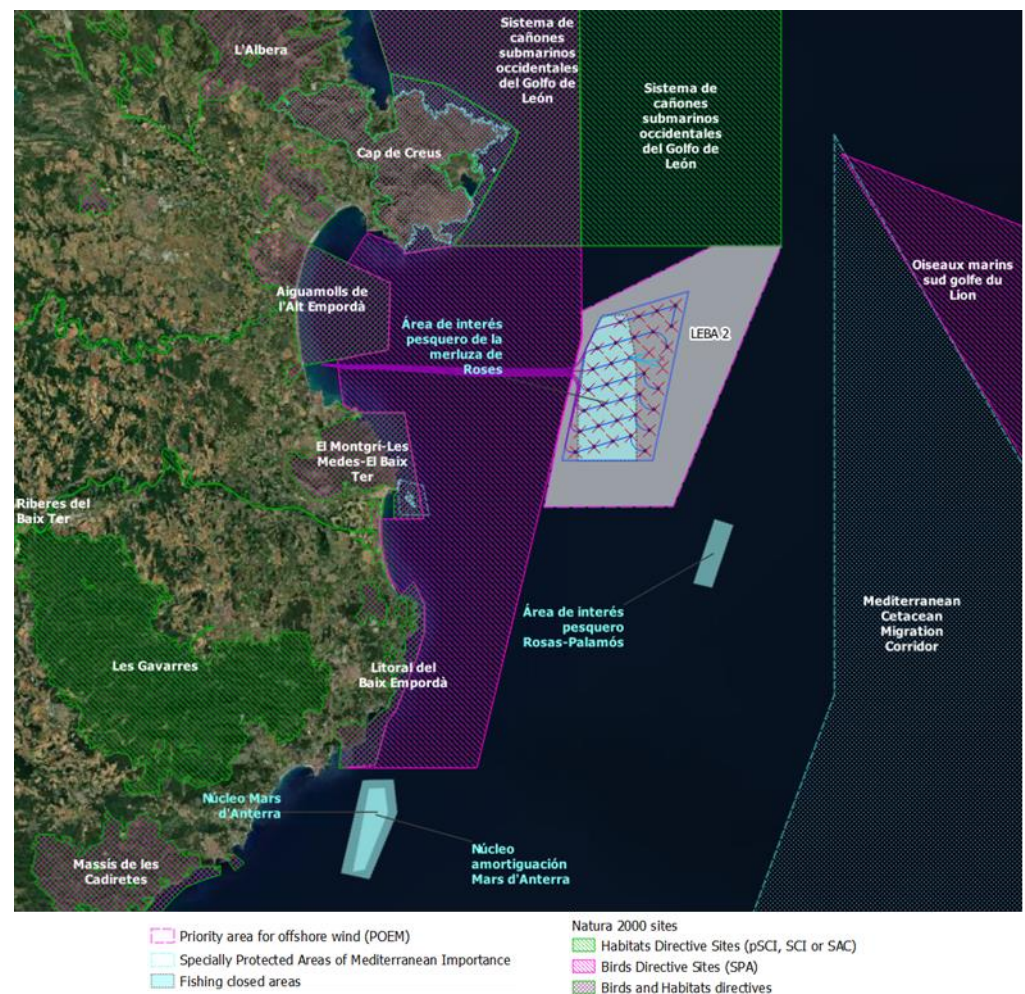 Sistema de
cañones
submarinos
occidentales
del Golfo de
León
L'Albera
Sistema de
cañones
submarinos
occidentales
del Golfo de
León
Cap de Creus
Oiseaux marins
sud golfe du
Lion
Aiguamolls de
l'Alt Empordà
Área de interés
pesquero de la
merluza de
Roses
LEBA 2
El Montgrí-Les
Medes-El Baix
Ter
Riberes del
Baix Ter
Área de interés
pesquero
Rosas-Palamós
Mediterranean
Cetacean
Migration
Corridor
Les Gavarres
Litoral del
Baix Empordà
Núcleo Mars
d'Anterra
Núcleo
amortiguación
Mars d'Anterra
Massís de les
Cadiretes
Priority area for offshore wind (POEM)
Specially Protected Areas of Mediterranean Importance
Fishing closed areas
Natura 2000 sites
Habitats Directive Sites (pSCI, SCI or SAC)
Birds Directive Sites (SPA)
Birds and Habitats directives